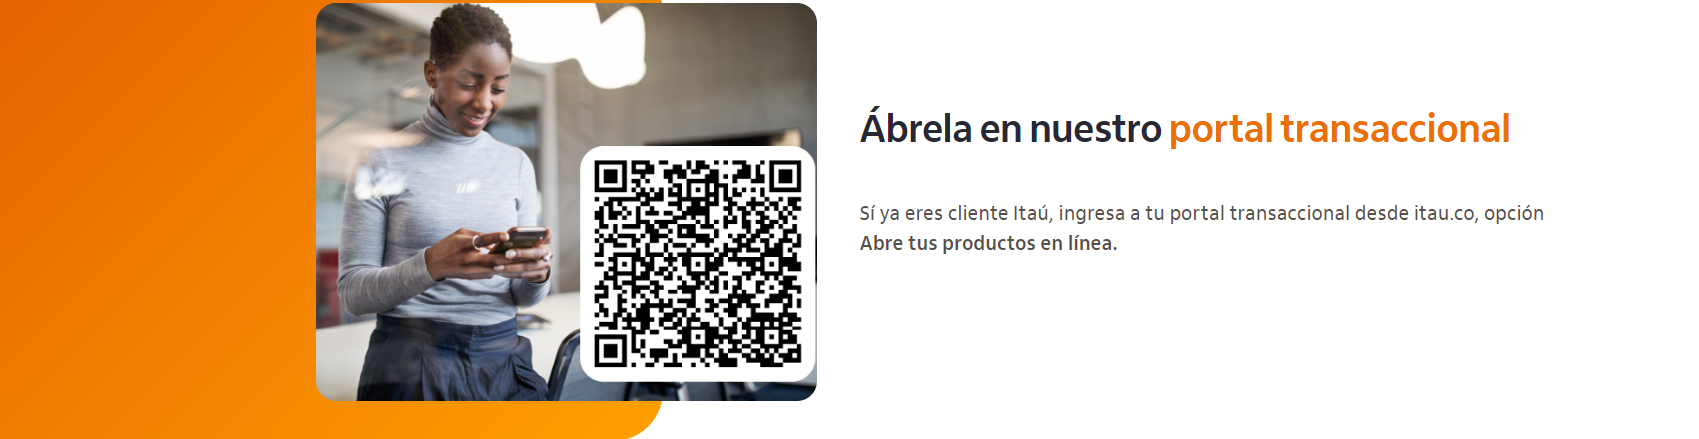 Ábrela en nuestro portal transaccional
Sí ya eres cliente Itaú, ingresa a tu portal transaccional desde itau.co, opción
Abre tus productos en línea.